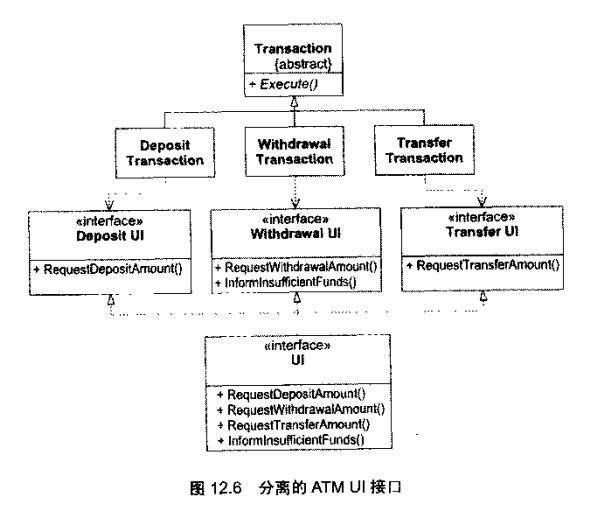 Transaction
{abstract}
+ Execute()
Deposit
Transaction
Withdrawal
Transaction
Transfer
Transaction
«interface»
Deposit UI
+ RequestDepositAmount()
«interface»
Withdrawal UI
+ RequestWithdrawalAmount()
+ InformInsufficientFunds()
«interface»
Transfer UI
+ RequestTransferAmount()
«interface»
UI
+ RequestDepositAmount()
+ RequestWithdrawalAmount()
+ RequestTransferAmount()
+ InformInsufficientFunds()
图 12.6 分离的 ATM UI 接口